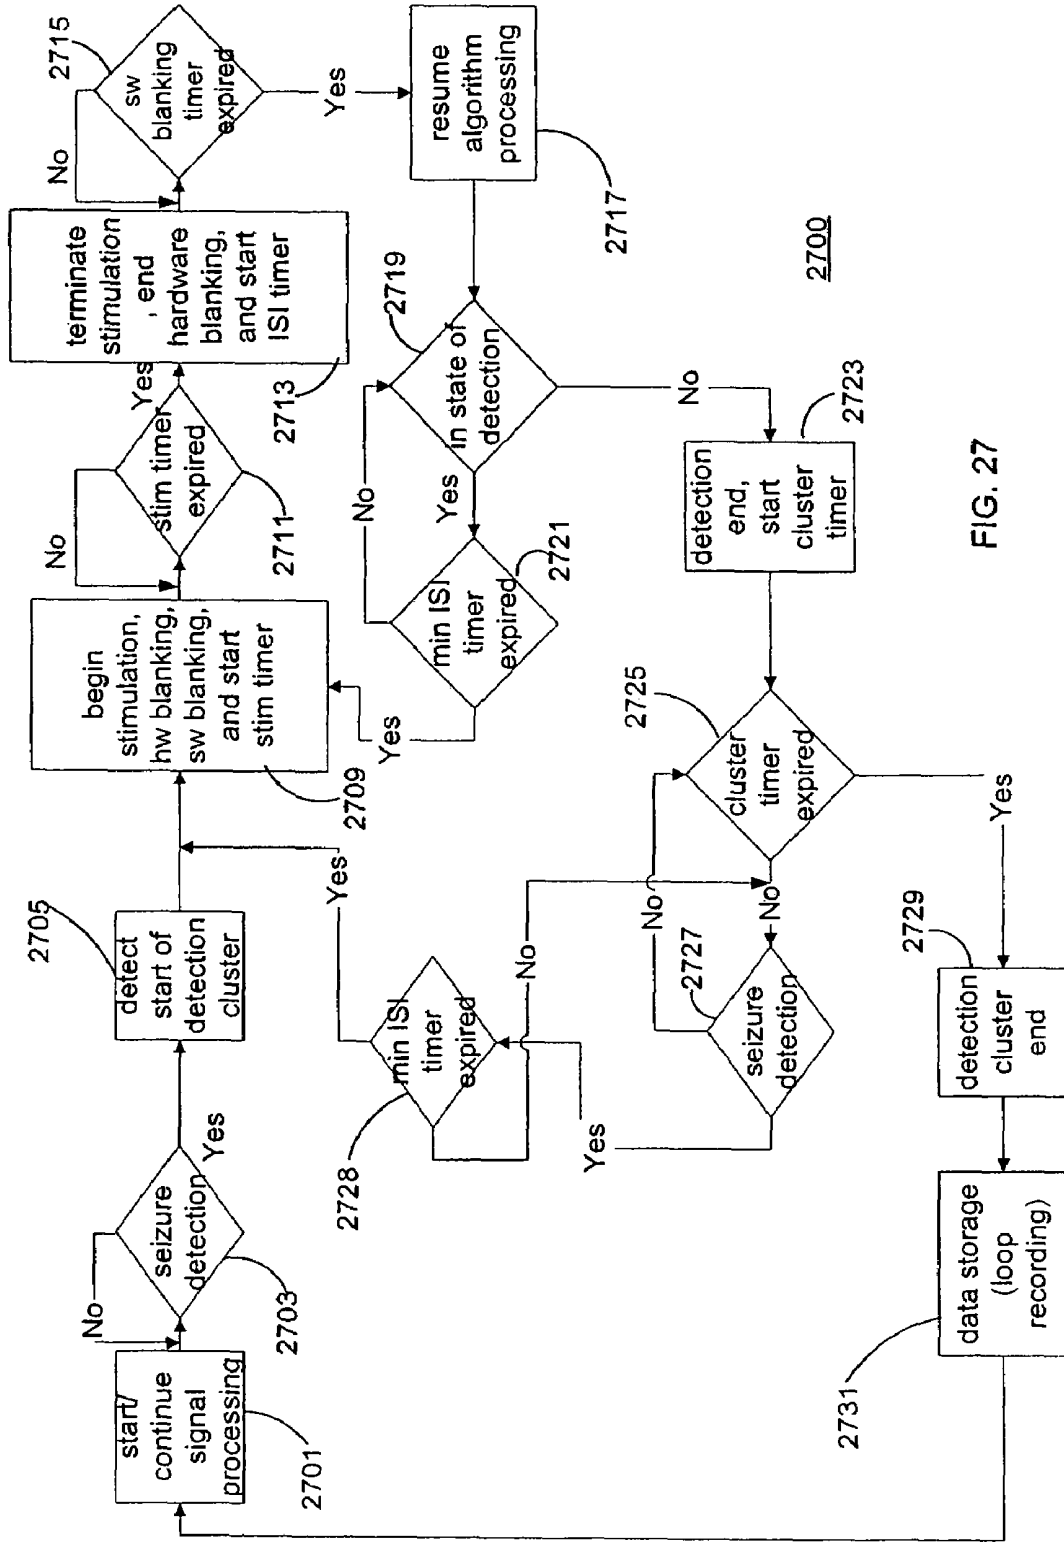 start/
continue
signal
processing
2701
No
seizure
detection
2703
Yes
2705
detect
start of
detection
cluster
begin
stimulation,
hw blanking,
sw blanking,
and start
stim timer
2709
No
stim timer
expired
2711
Yes
terminate
stimulation
, end
hardware
blanking,
and start
ISI timer
2713
No
sw
blanking
timer
expired
2715
Yes
resume
algorithm
processing
2717
2719
in state of
detection
Yes
No
min ISI
timer
expired
2721
No
Yes
detection
end,
start
cluster
timer
2723
2725
cluster
timer
expired
No
Yes
2727
seizure
detection
No
Yes
min ISI
timer
expired
2728
Yes
No
2729
detection
cluster
end
data storage
(loop
recording)
2731
2700
FIG. 27